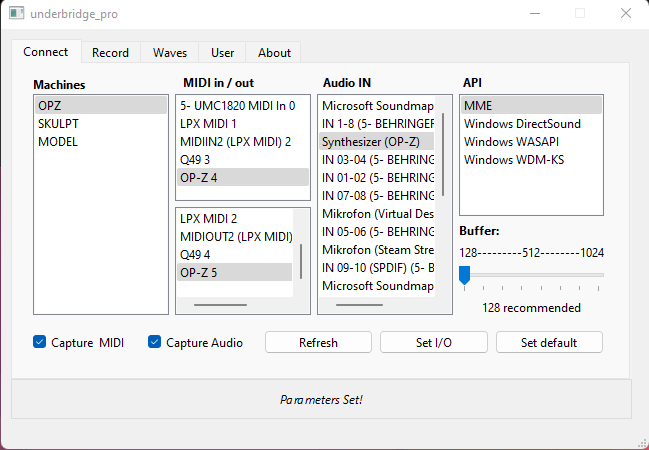 underbridge_pro
Connect Record Waves User About
Machines
OPZ
SKULPT
MODEL
MIDI in / out
5- UMC1820 MIDI In 0
LPX MIDI 1
MIDIIN2 (LPX MIDI) 2
Q49 3
OP-Z 4
LPX MIDI 2
MIDIOUT2 (LPX MIDI)
Q49 4
OP-Z 5
Audio IN
Microsoft Soundmap
IN 1-8 (5- BEHRINGER
Synthesizer (OP-Z)
IN 03-04 (5- BEHRING
IN 01-02 (5- BEHRING
IN 07-08 (5- BEHRING
Mikrofon (Virtual Des
IN 05-06 (5- BEHRING
Mikrofon (Steam Stre
IN 09-10 (SPDIF) (5- B
Microsoft Soundmap
API
MME
Windows DirectSound
Windows WASAPI
Windows WDM-KS
Buffer:
128---------512--------1024
128 recommended
Capture MIDI Capture Audio Refresh Set I/O Set default
Parameters Set!